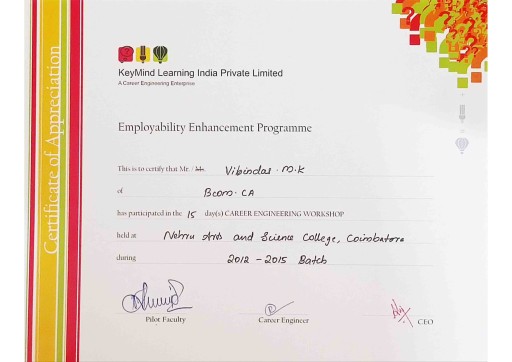 Certificate of Appreciation
KeyMind Learning India Private Limited
A Career Engineering Enterprise
Employability Enhancement Programme
This is to certify that Mr. / Ms. Vibindas . M.K
of Bcom. CA
has participated in the 15 day(s) CAREER ENGINEERING WORKSHOP
held at Nehru Arts and Science College, Coimbatore
during 2012 - 2015 Batch
Pilot Faculty
Career Engineer
CEO